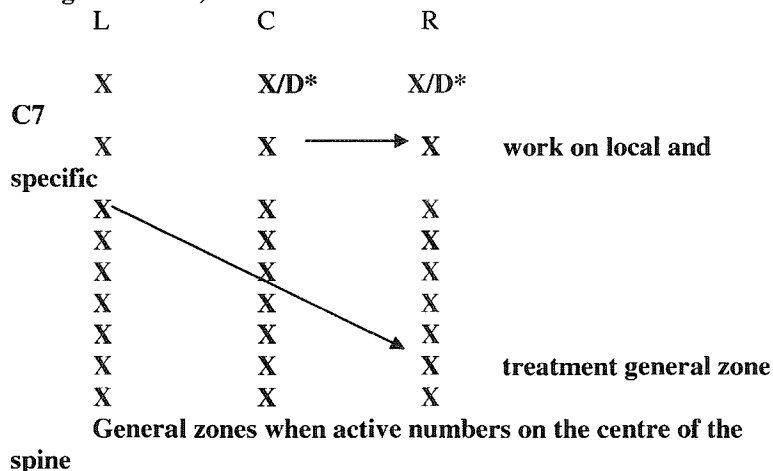 L C R
X X/D* X/D*
C7
X X X work on local and
specific
X X X
X X X
X X X
X X X
X X X
X X X treatment general zone
X X X
General zones when active numbers on the centre of the
spine